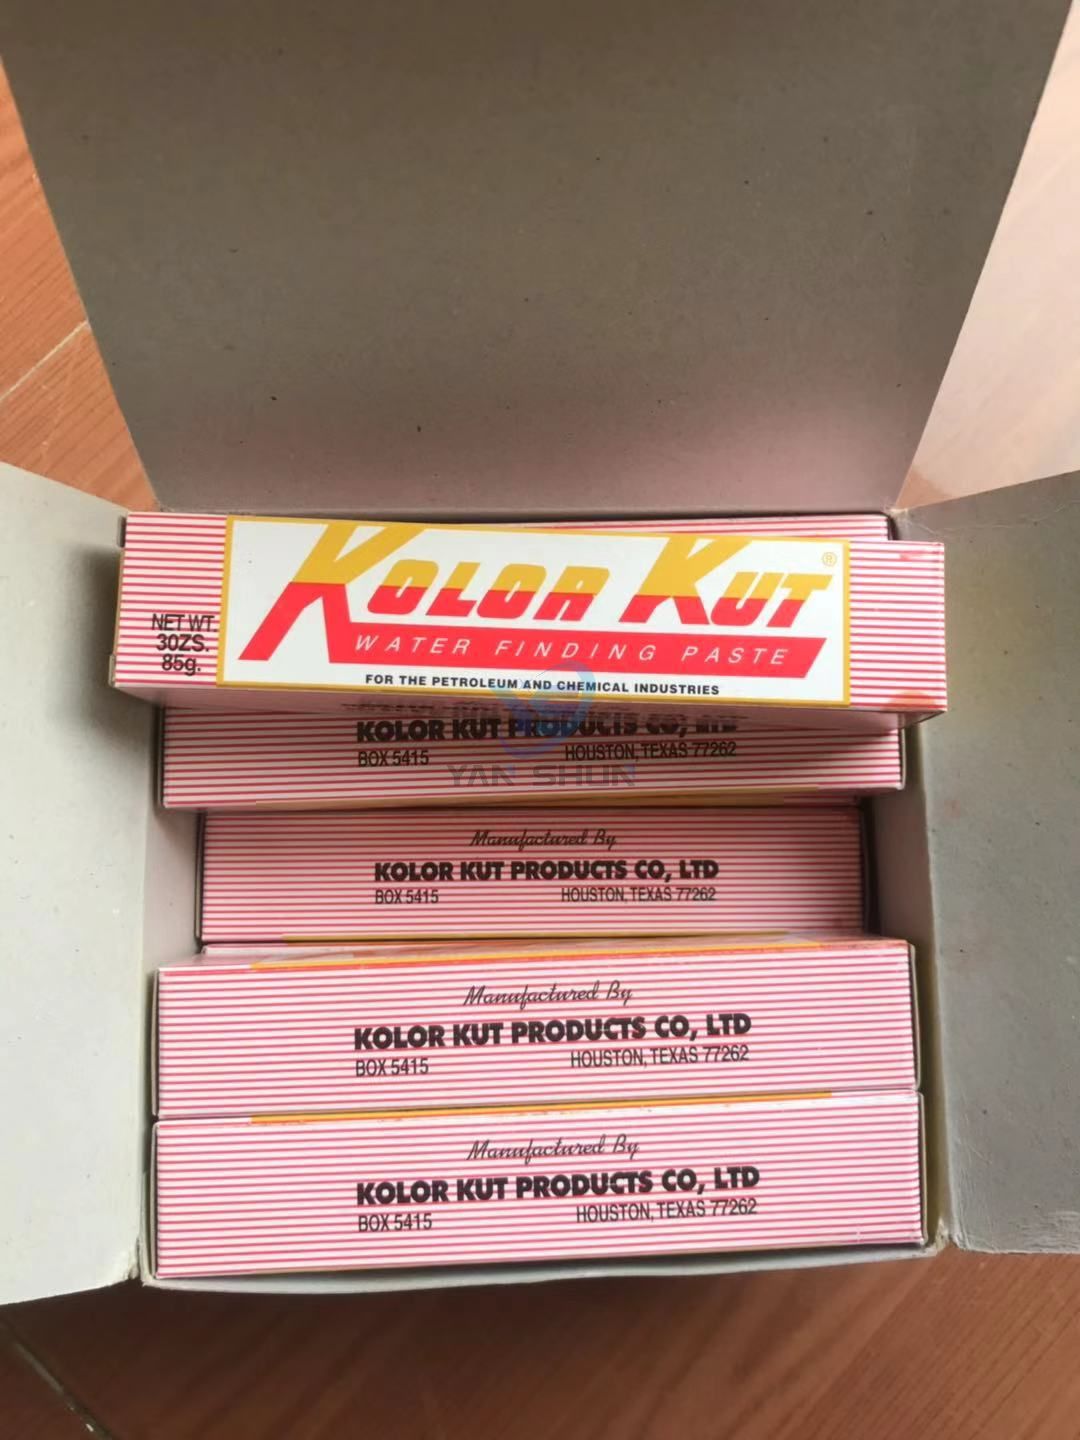 KOLOR KUT®
WATER FINDING PASTE
FOR THE PETROLEUM AND CHEMICAL INDUSTRIES
NET WT.
3OZS.
85g.
KOLOR KUT PRODUCTS CO, LTD
BOX 5415 HOUSTON, TEXAS 77262
YAN SHUN
Manufactured By
KOLOR KUT PRODUCTS CO, LTD
BOX 5415 HOUSTON, TEXAS 77262
Manufactured By
KOLOR KUT PRODUCTS CO, LTD
BOX 5415 HOUSTON, TEXAS 77262
Manufactured By
KOLOR KUT PRODUCTS CO, LTD
BOX 5415 HOUSTON, TEXAS 77262